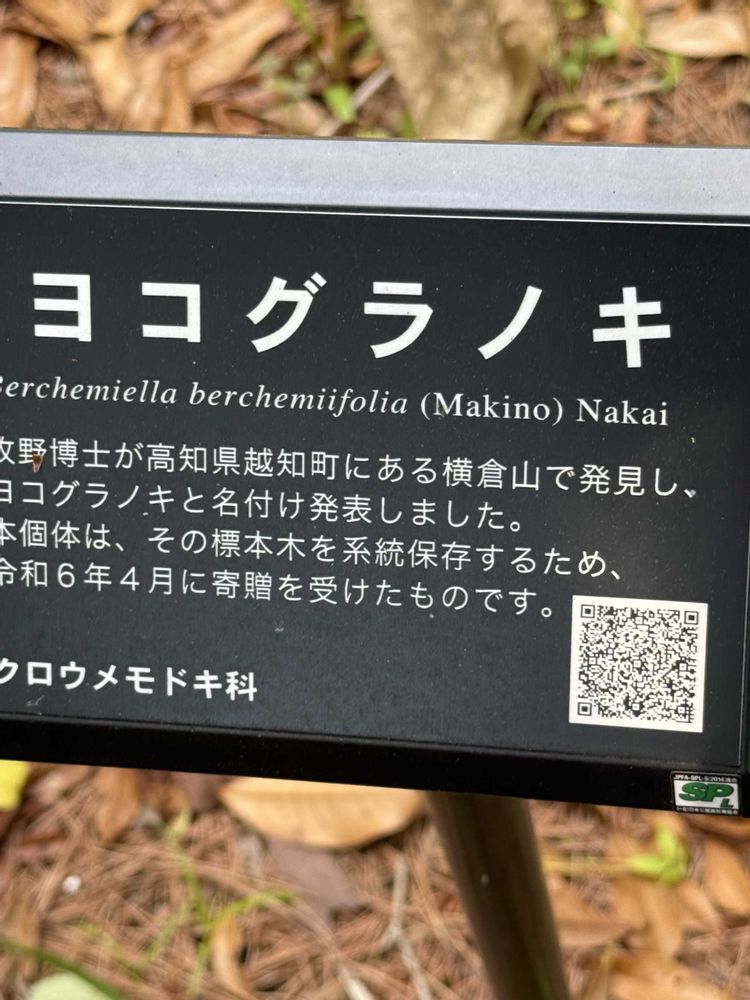 ヨコグラノキ
Berchemiella berchemiifolia (Makino) Nakai
牧野博士が高知県越知町にある横倉山で発見し、
ヨコグラノキと名付け発表しました。
本個体は、その標本木を系統保存するため、
令和６年４月に寄贈を受けたものです。
クロウメモドキ科
JPFA-SPL-S:2014
SPL